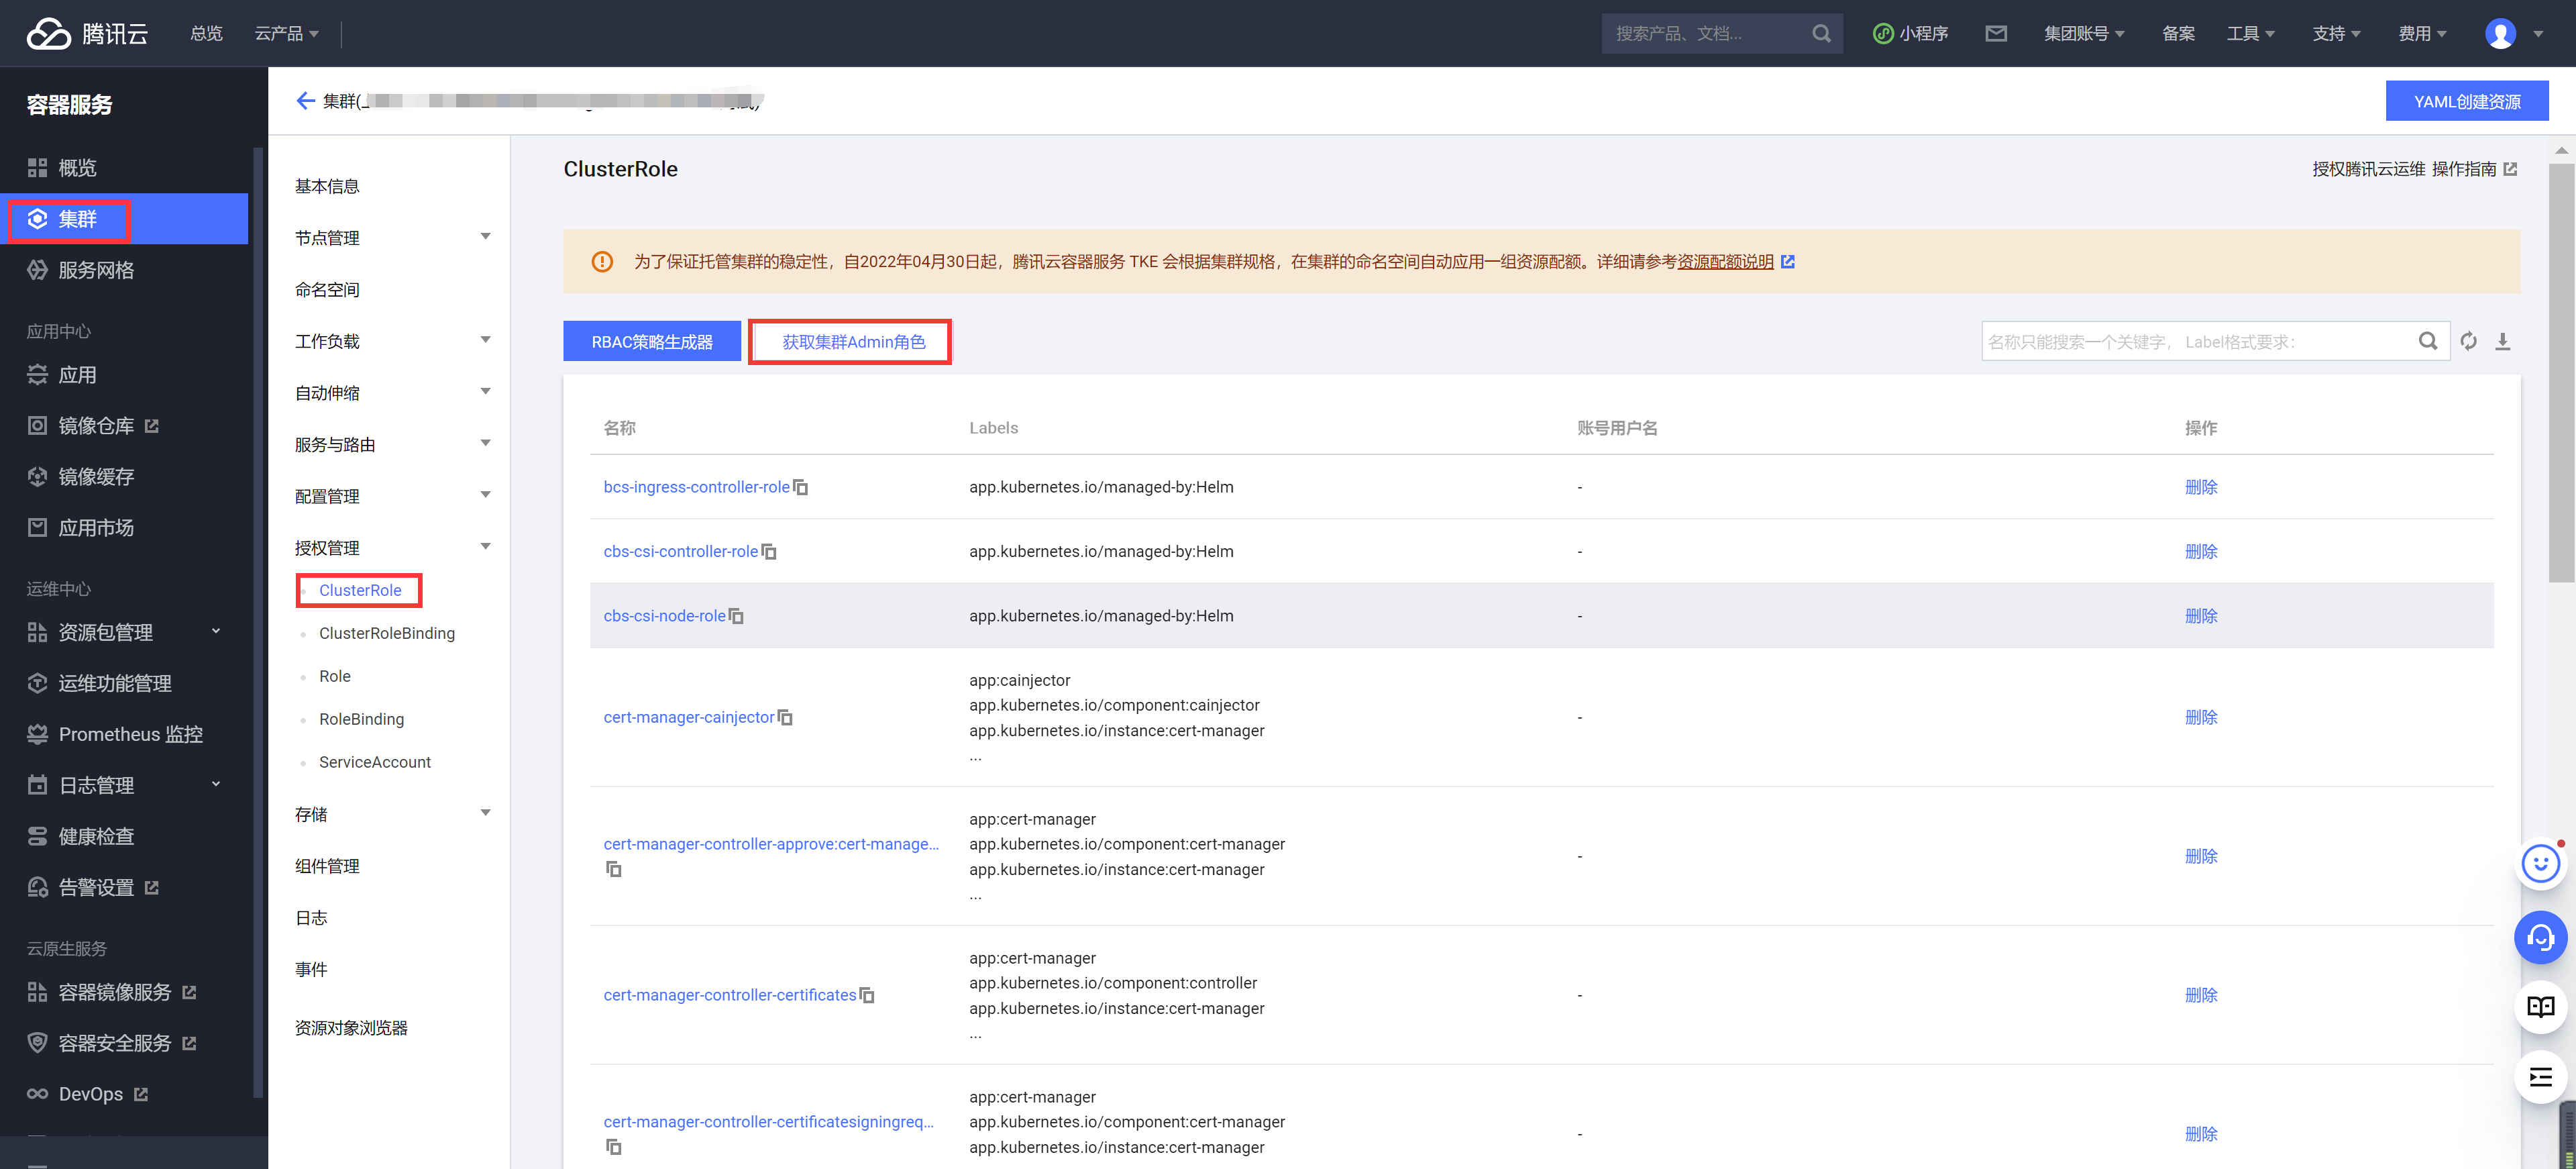 腾讯云 总览 云产品 搜索产品、文档... 小程序 集团账号 备案 工具 支持 费用
容器服务
概览
集群
服务网格
应用中心
应用
镜像仓库
镜像缓存
应用市场
运维中心
资源包管理
运维功能管理
Prometheus 监控
日志管理
健康检查
告警设置
云原生服务
容器镜像服务
容器安全服务
DevOps
集群(
YAML创建资源
基本信息
节点管理
命名空间
工作负载
自动伸缩
服务与路由
配置管理
授权管理
ClusterRole
ClusterRoleBinding
Role
RoleBinding
ServiceAccount
存储
组件管理
日志
事件
资源对象浏览器
ClusterRole
授权腾讯云运维 操作指南
为了保证托管集群的稳定性，自2022年04月30日起，腾讯云容器服务 TKE 会根据集群规格，在集群的命名空间自动应用一组资源配额。详细请参考资源配额说明
RBAC策略生成器 获取集群Admin角色 名称只能搜索一个关键字， Label格式要求：
名称 Labels 账号用户名 操作
bcs-ingress-controller-role app.kubernetes.io/managed-by:Helm - 删除
cbs-csi-controller-role app.kubernetes.io/managed-by:Helm - 删除
cbs-csi-node-role app.kubernetes.io/managed-by:Helm - 删除
app:cainjector
app.kubernetes.io/component:cainjector
cert-manager-cainjector - 删除
app.kubernetes.io/instance:cert-manager
...
app:cert-manager
cert-manager-controller-approve:cert-manage... app.kubernetes.io/component:cert-manager
- 删除
app.kubernetes.io/instance:cert-manager
...
app:cert-manager
app.kubernetes.io/component:controller
cert-manager-controller-certificates - 删除
app.kubernetes.io/instance:cert-manager
...
app:cert-manager
cert-manager-controller-certificatesigningreq... app.kubernetes.io/component:cert-manager
- 删除
app.kubernetes.io/instance:cert-manager